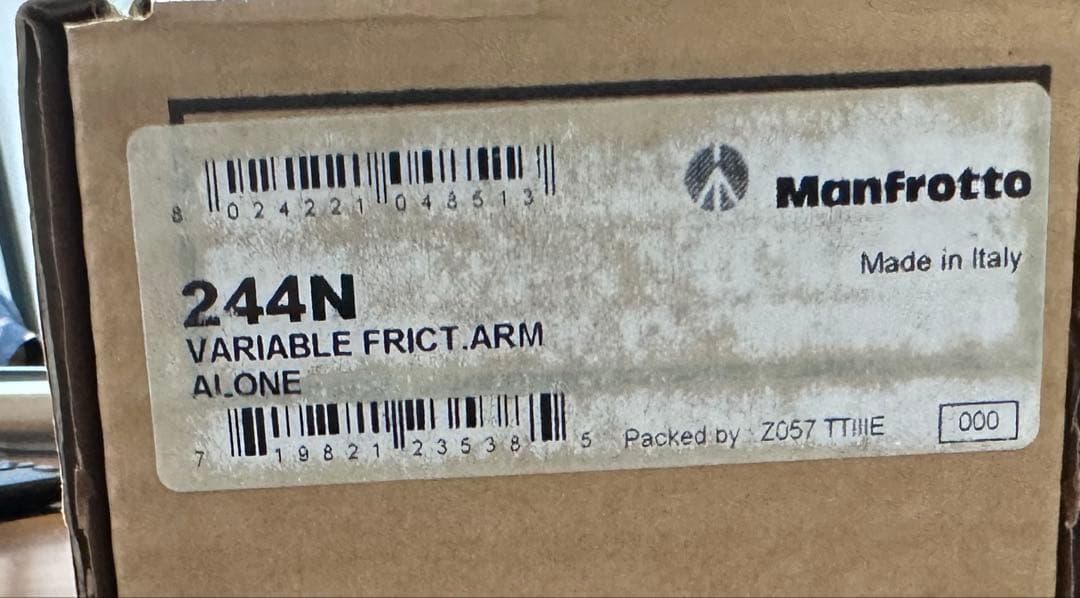 8 024221 048513
Manfrotto
Made in Italy
244N
VARIABLE FRICT.ARM
ALONE
7 19821 23538 5
Packed by : Z057
000